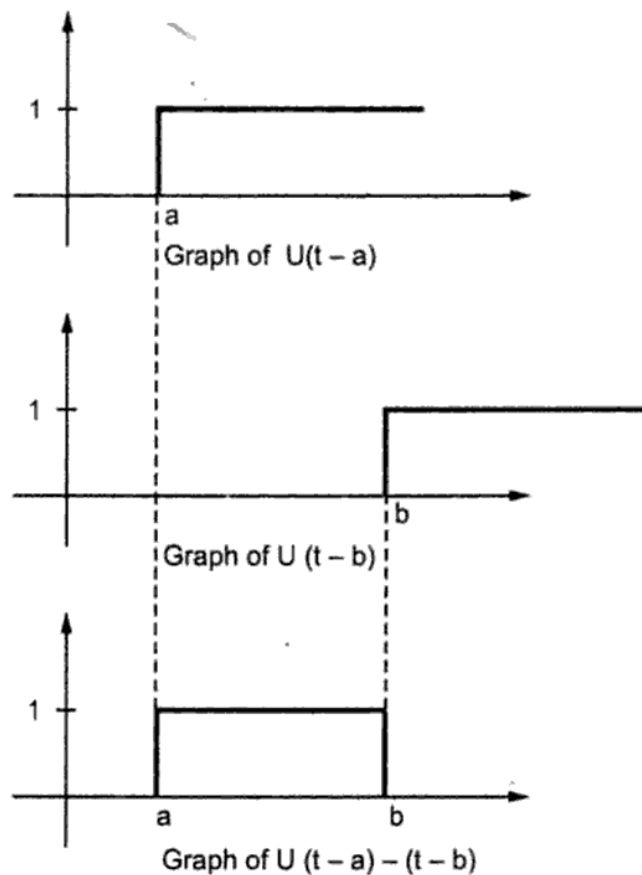 1
a
Graph of U(t – a)
1
b
Graph of U (t – b)
1
a b
Graph of U (t – a) – (t – b)